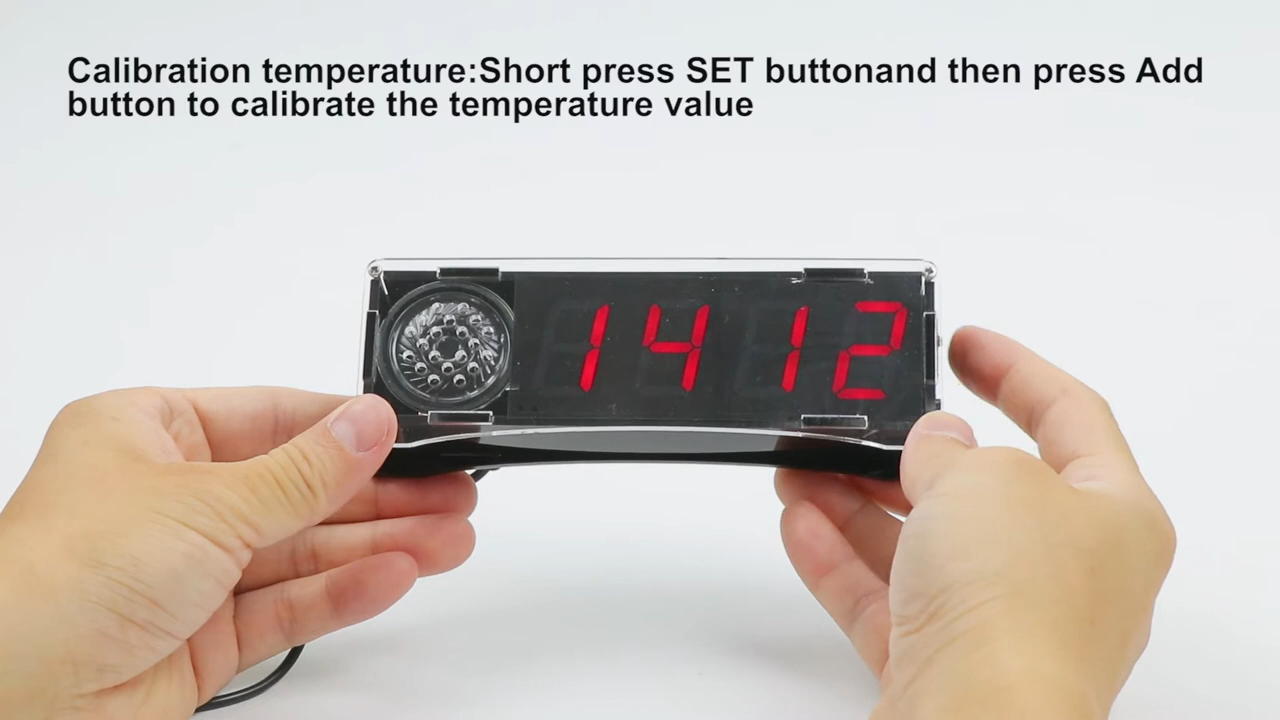 Calibration temperature:Short press SET buttonand then press Add
button to calibrate the temperature value
1412